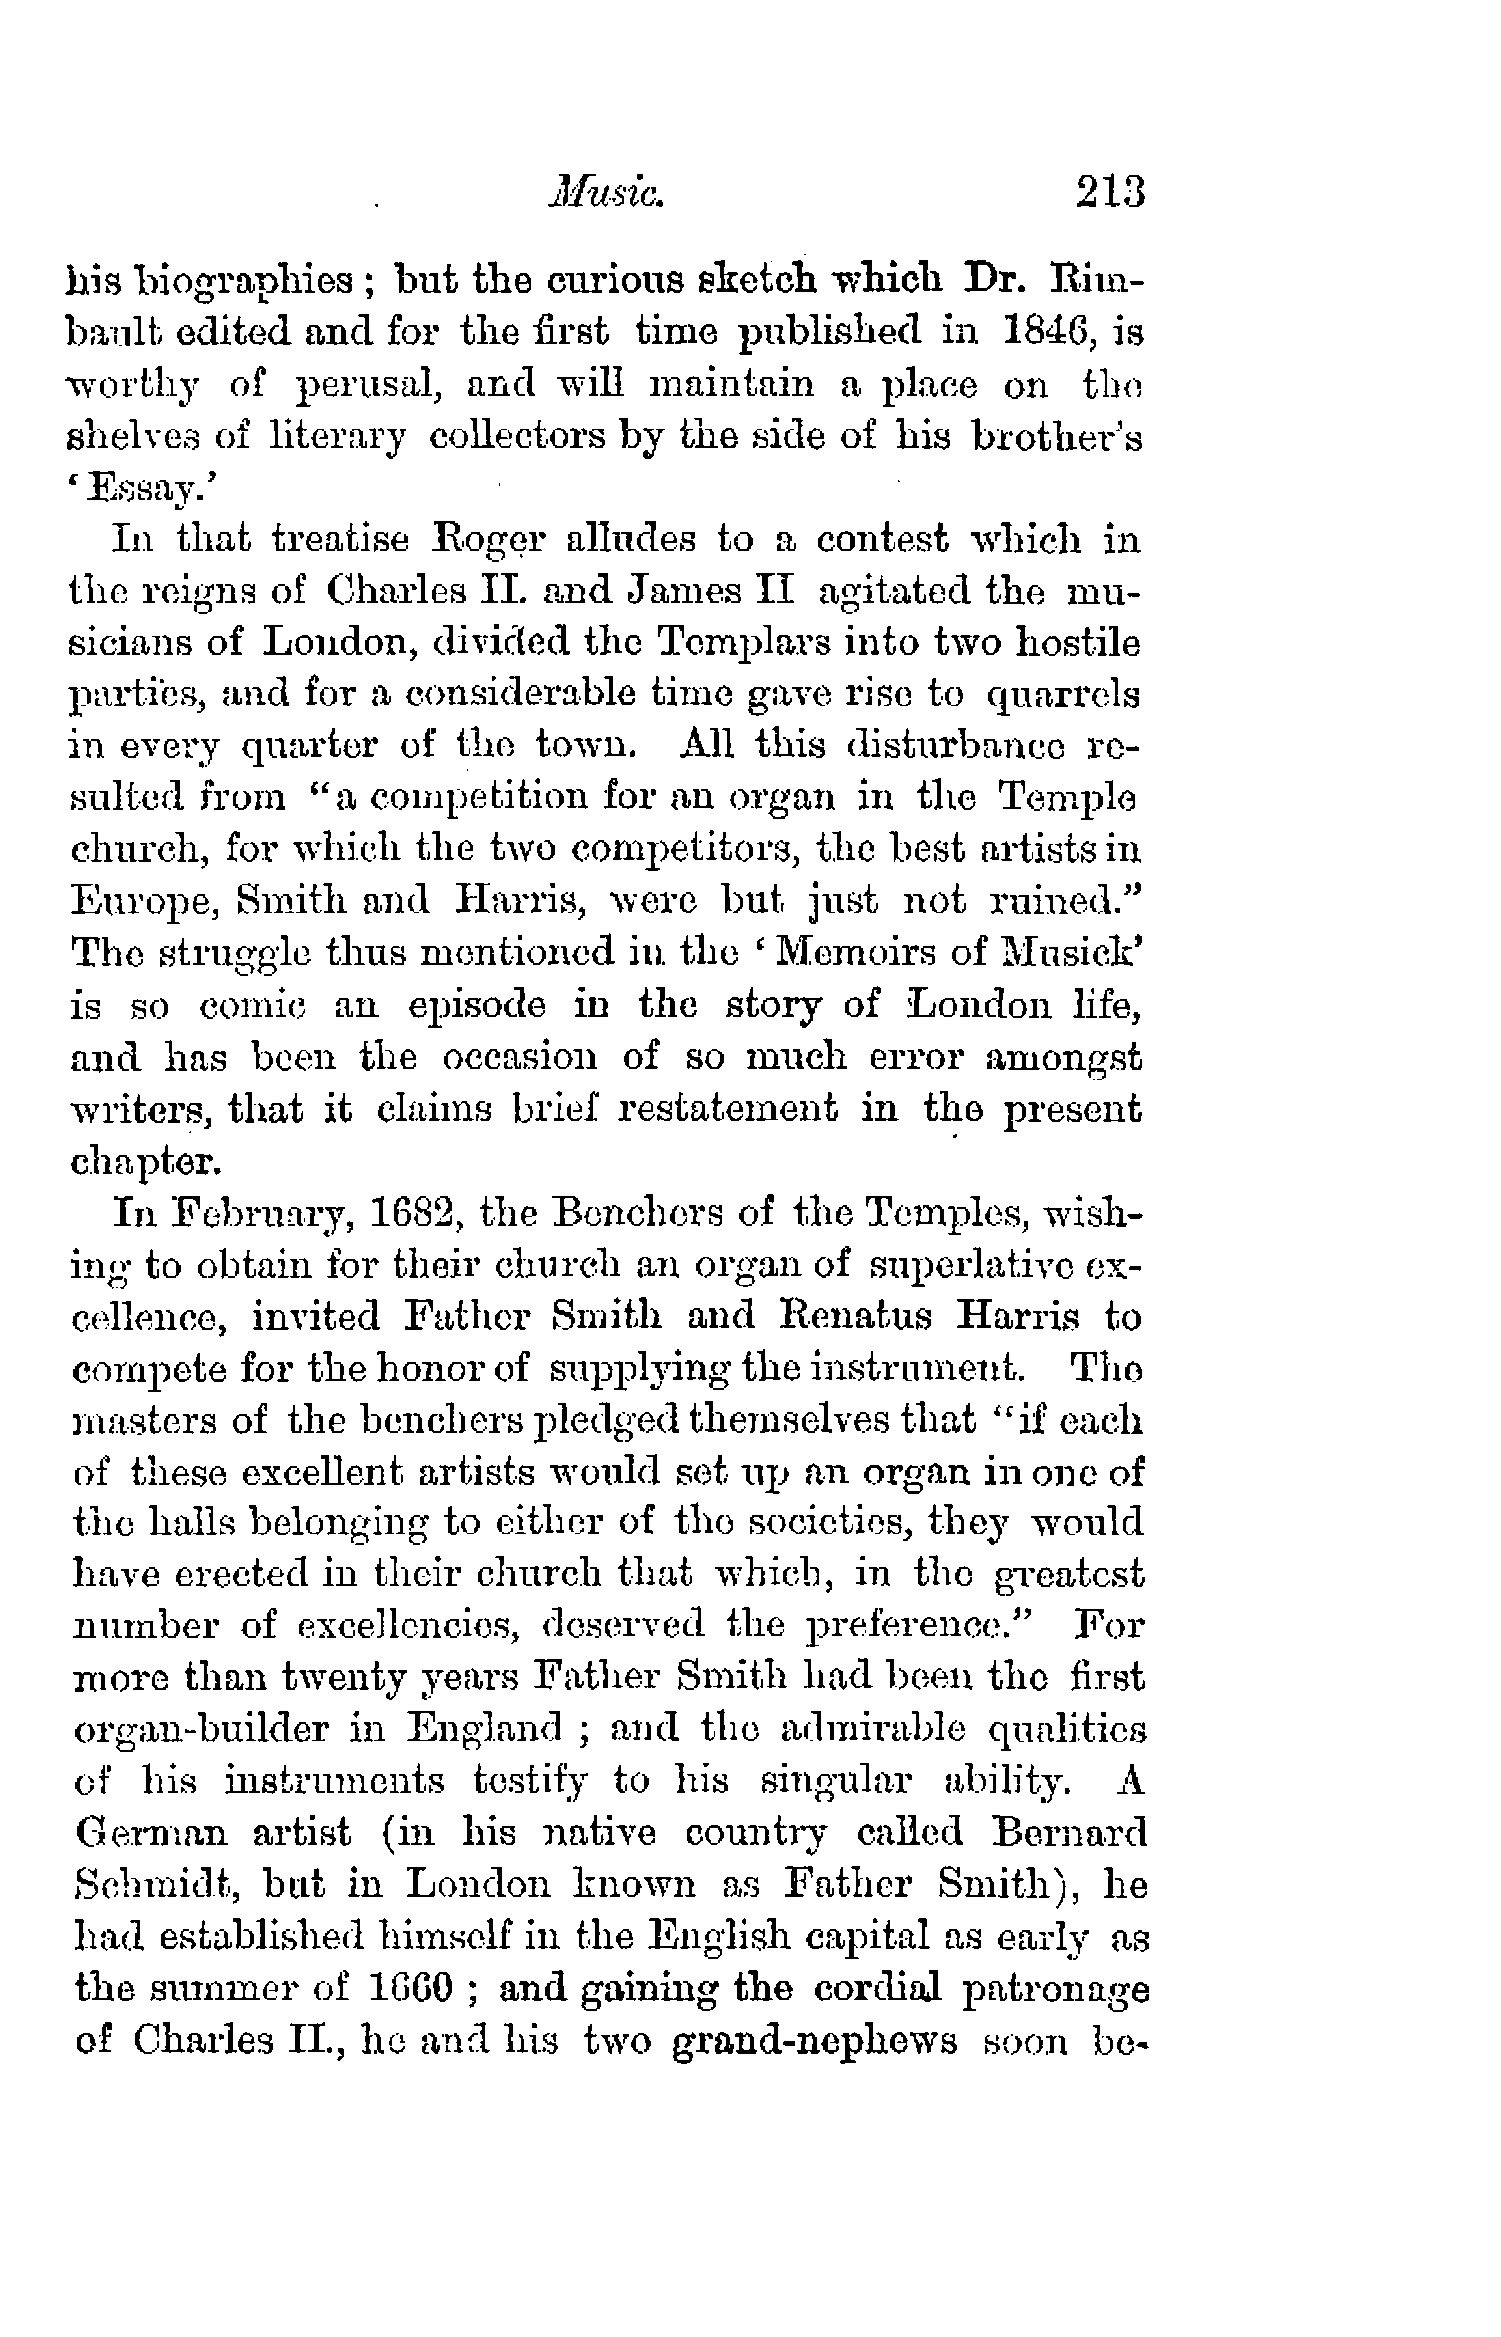 Music. 213
his biographies ; but the curious sketch which Dr. Rim-
bault edited and for the first time published in 1846, is
worthy of perusal, and will maintain a place on the
shelves of literary collectors by the side of his brother's
‘ Essay.’
In that treatise Roger alludes to a contest which in
the reigns of Charles II. and James II agitated the mu-
sicians of London, divided the Templars into two hostile
parties, and for a considerable time gave rise to quarrels
in every quarter of the town. All this disturbance re-
sulted from “a competition for an organ in the Temple
church, for which the two competitors, the best artists in
Europe, Smith and Harris, were but just not ruined.”
The struggle thus mentioned in the ‘ Memoirs of Musick’
is so comic an episode in the story of London life,
and has been the occasion of so much error amongst
writers, that it claims brief restatement in the present
chapter.
In February, 1682, the Benchers of the Temples, wish-
ing to obtain for their church an organ of superlative ex-
cellence, invited Father Smith and Renatus Harris to
compete for the honor of supplying the instrument. The
masters of the benchers pledged themselves that “if each
of these excellent artists would set up an organ in one of
the halls belonging to either of the societies, they would
have erected in their church that which, in the greatest
number of excellencies, deserved the preference.” For
more than twenty years Father Smith had been the first
organ-builder in England ; and the admirable qualities
of his instruments testify to his singular ability. A
German artist (in his native country called Bernard
Schmidt, but in London known as Father Smith), he
had established himself in the English capital as early as
the summer of 1660 ; and gaining the cordial patronage
of Charles II., he and his two grand-nephews soon be-